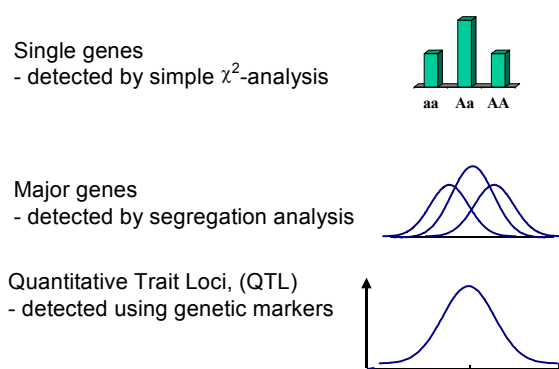 Single genes
- detected by simple χ²-analysis
aa Aa AA
Major genes
- detected by segregation analysis
Quantitative Trait Loci, (QTL)
- detected using genetic markers